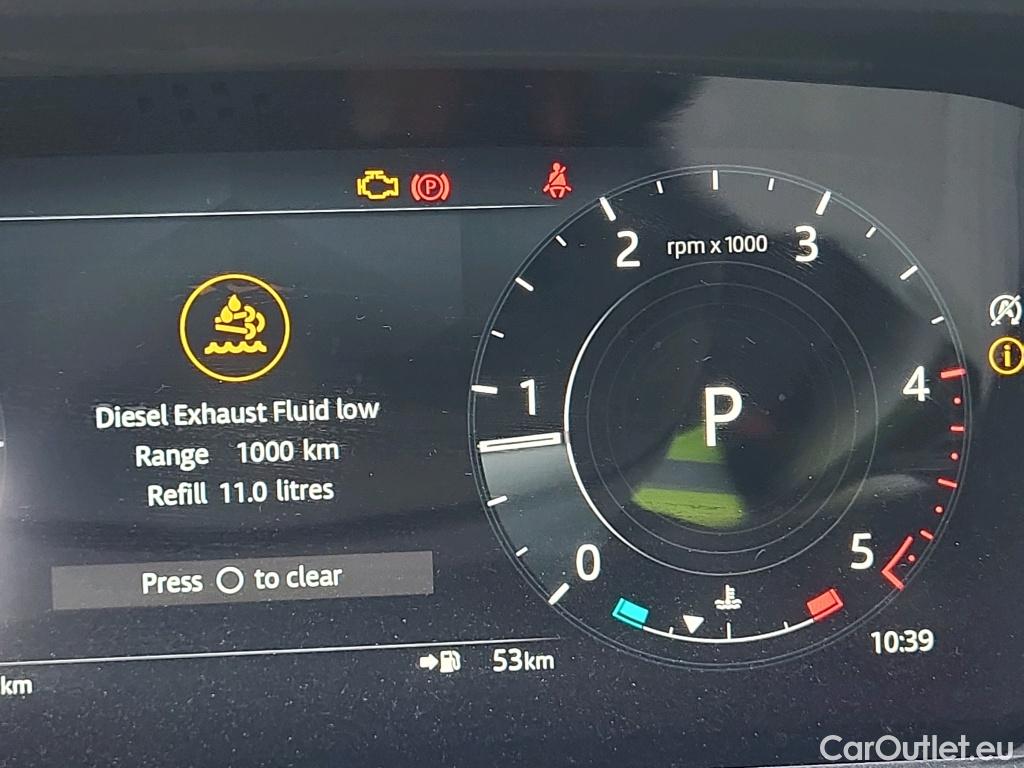 2 rpm x 1000 3
1
4
P
Diesel Exhaust Fluid low
Range 1000 km
Refill 11.0 litres
0
5
Press to clear
10:39
53km
km
CarOutlet.eu